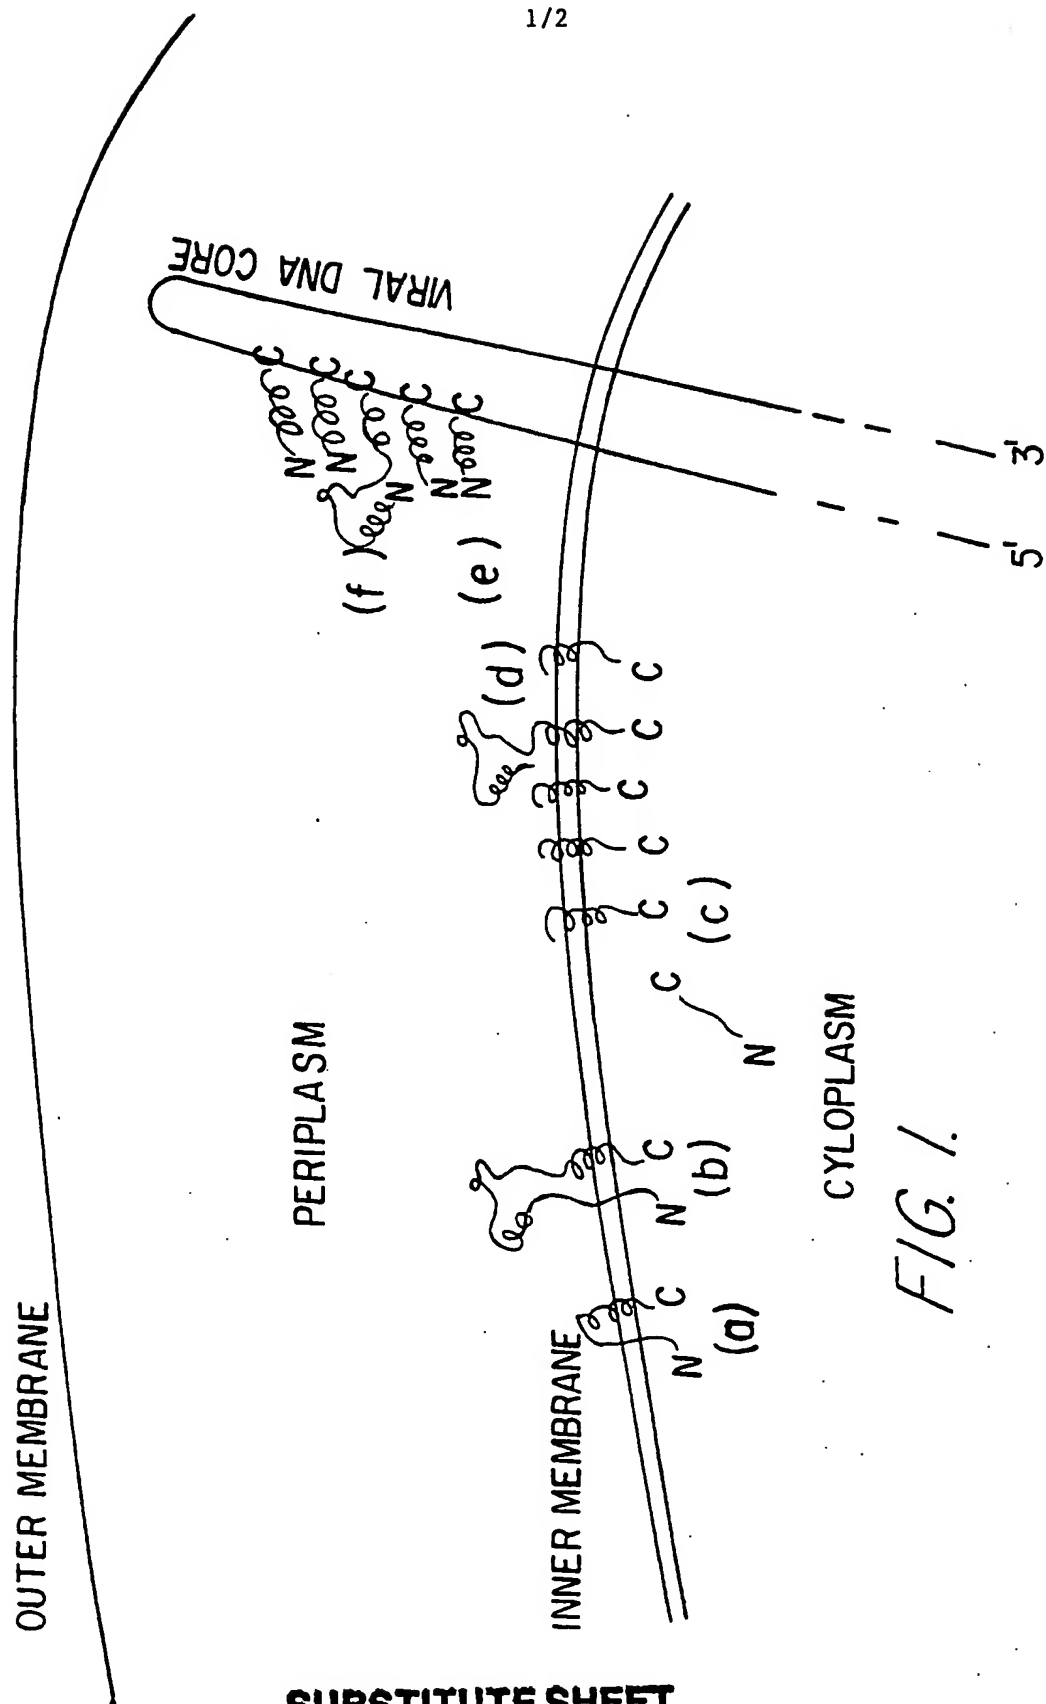 1/2
OUTER MEMBRANE
PERIPLASM
INNER MEMBRANE
VIRAL DNA CORE
C
C
C
C
C
N
N
N
N
N
(f)
(e)
(d)
C
C
C
C
C
(c)
C
N
C
N
(b)
C
N
(a)
CYLOPLASM
3'
5'
FIG. 1.
SUBSTITUTE SHEET